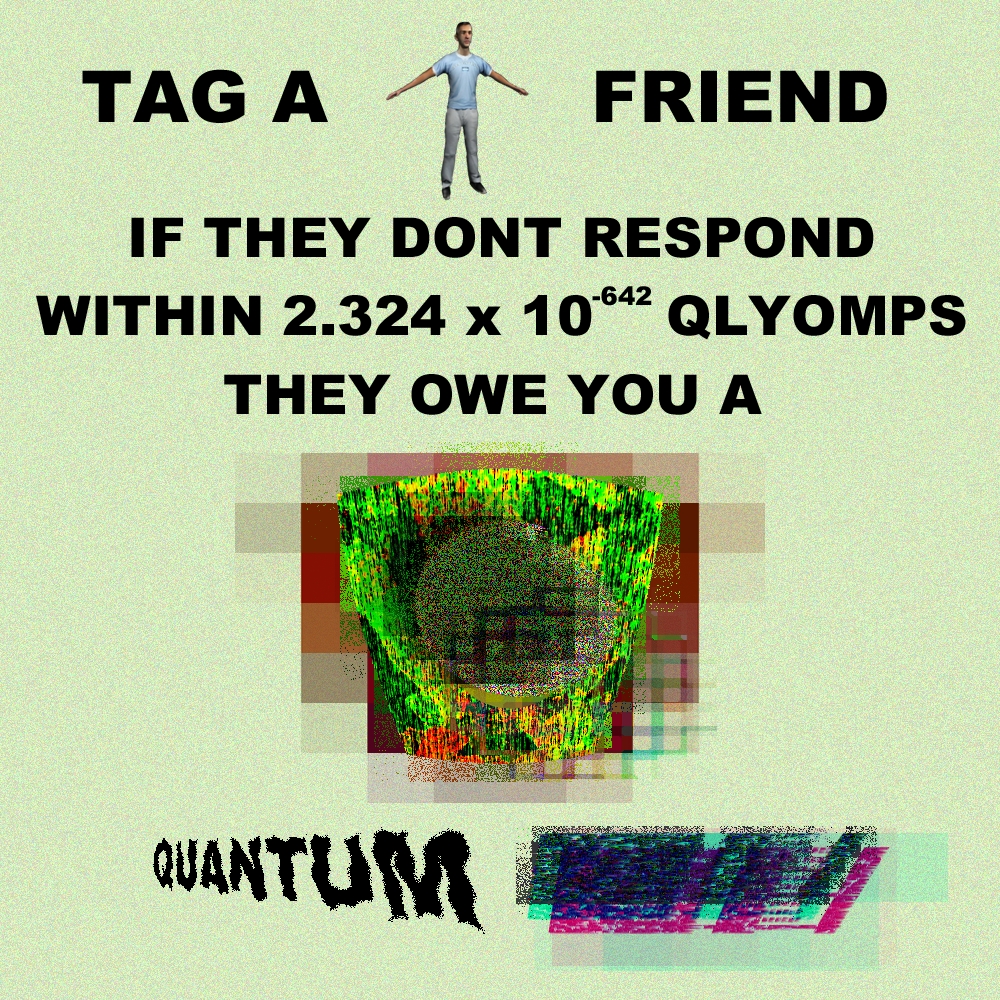 TAG A FRIEND
IF THEY DONT RESPOND
WITHIN 2.324 x 10⁻⁶⁴² QLYOMPS
THEY OWE YOU A
QUANTUM